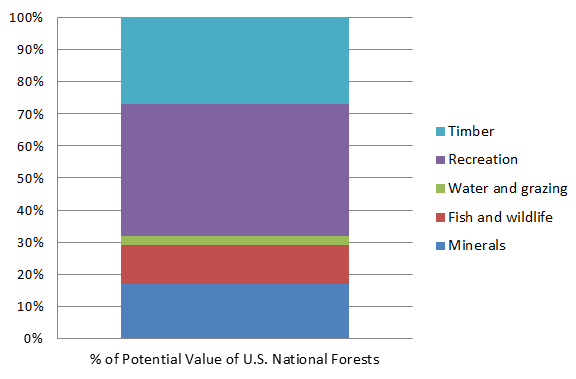 100%
90%
80%
70%
60%
50%
40%
30%
20%
10%
0%
% of Potential Value of U.S. National Forests
Timber
Recreation
Water and grazing
Fish and wildlife
Minerals